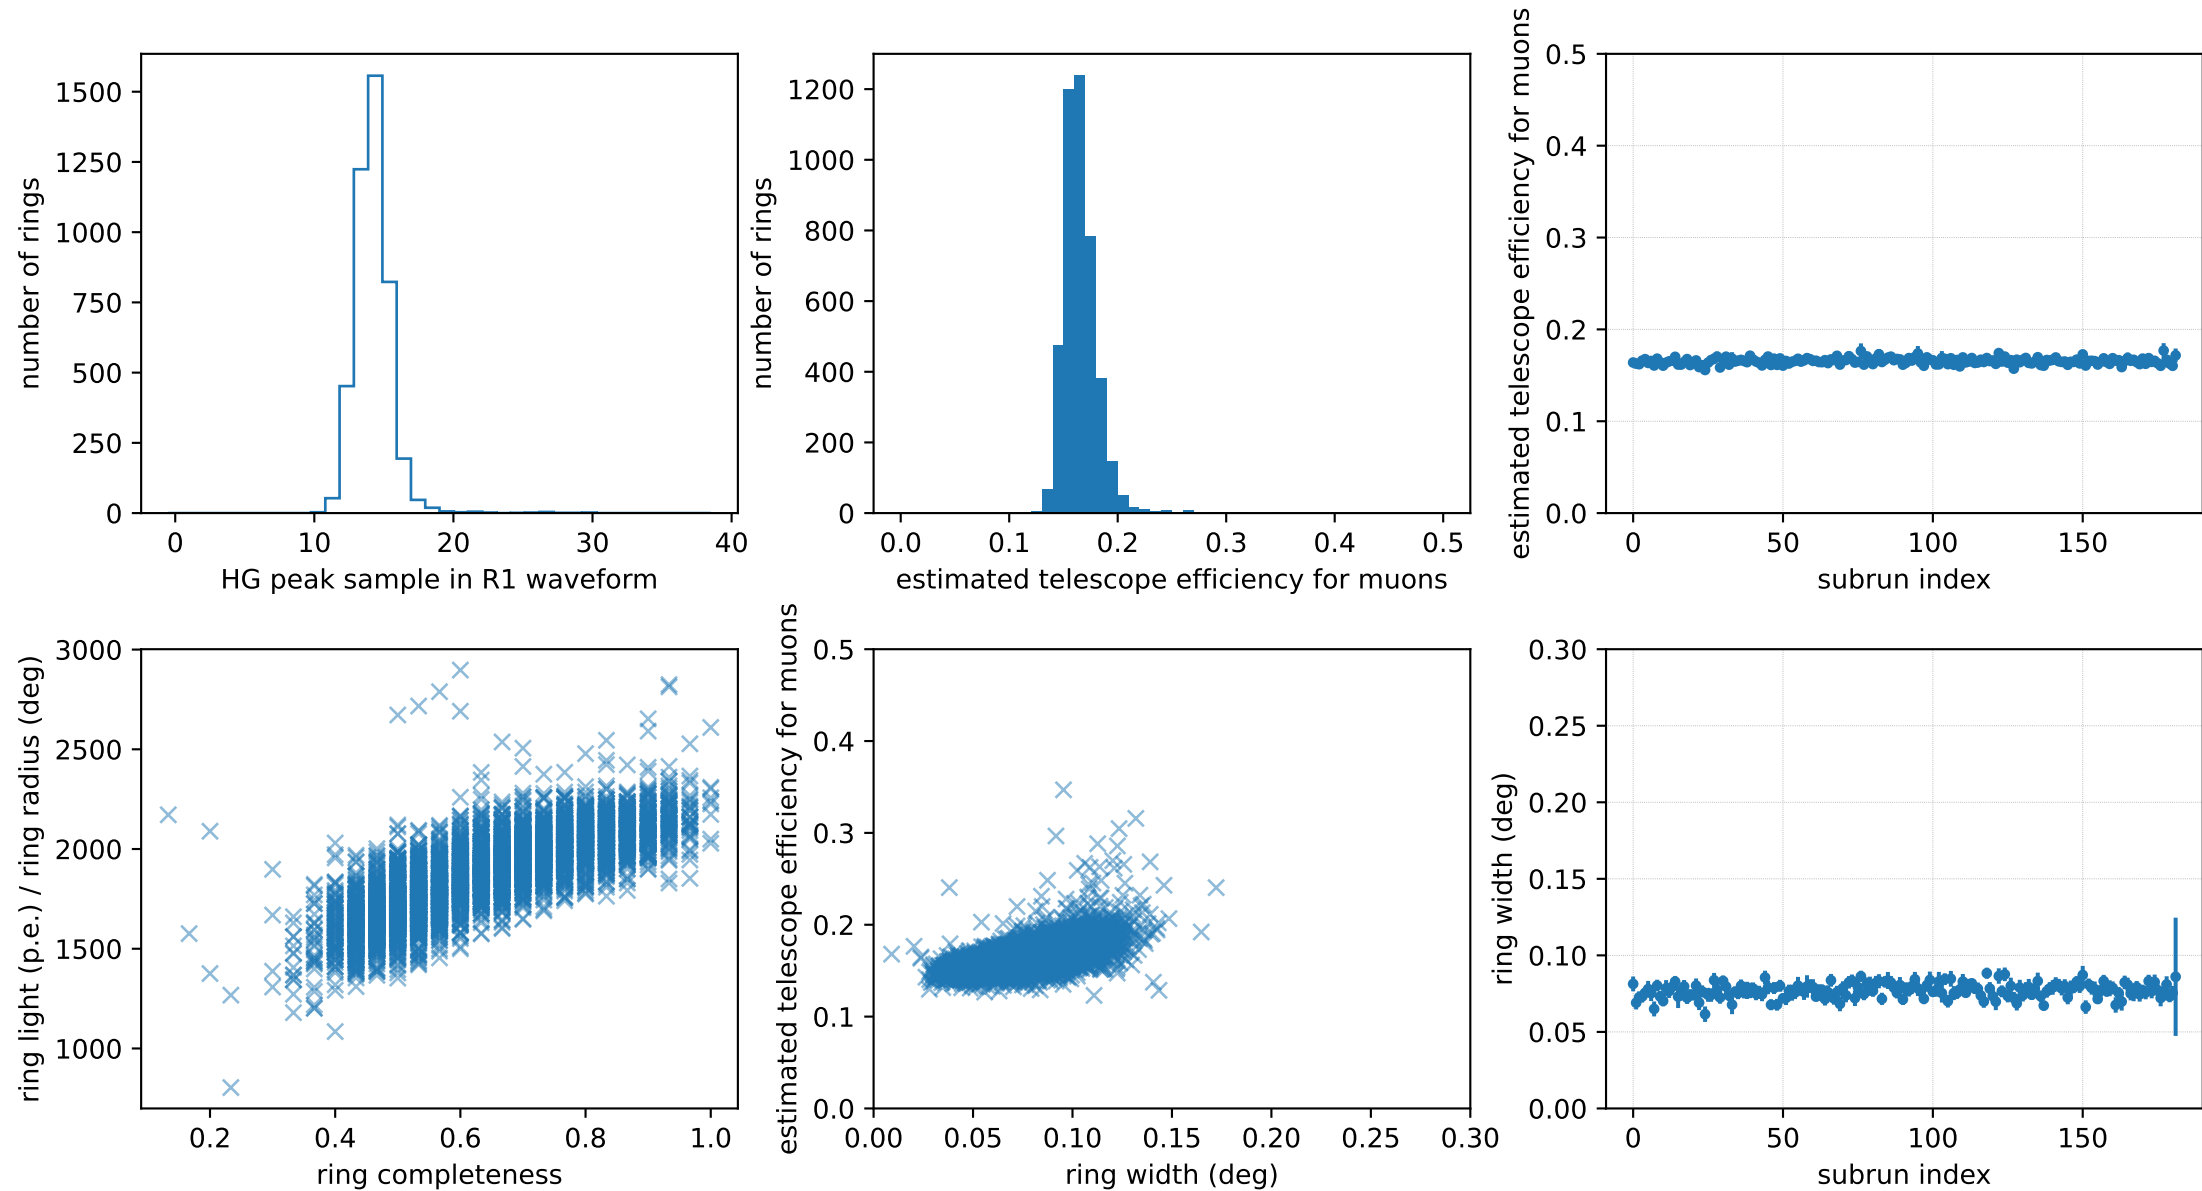 number of rings
1500
1250
1000
750
500
250
0
0 10 20 30 40
HG peak sample in R1 waveform
number of rings
1200
1000
800
600
400
200
0
0.0 0.1 0.2 0.3 0.4 0.5
estimated telescope efficiency for muons
estimated telescope efficiency for muons
0.5
0.4
0.3
0.2
0.1
0.0
0 50 100 150
subrun index
ring light (p.e.) / ring radius (deg)
3000
2500
2000
1500
1000
0.2 0.4 0.6 0.8 1.0
ring completeness
estimated telescope efficiency for muons
0.5
0.4
0.3
0.2
0.1
0.0
0.00 0.05 0.10 0.15 0.20 0.25 0.30
ring width (deg)
ring width (deg)
0.30
0.25
0.20
0.15
0.10
0.05
0.00
0 50 100 150
subrun index